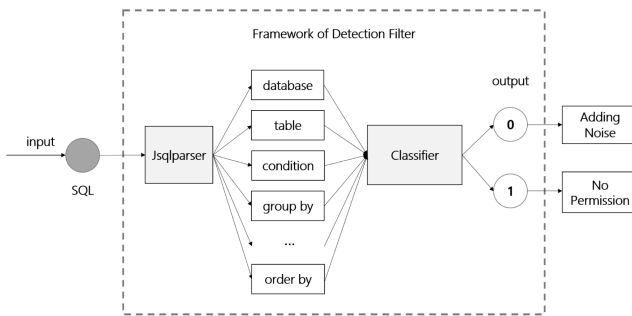 Framework of Detection Filter
input
SQL
Jsqlparser
database
table
condition
group by
...
order by
Classifier
output
0
1
Adding
Noise
No
Permission